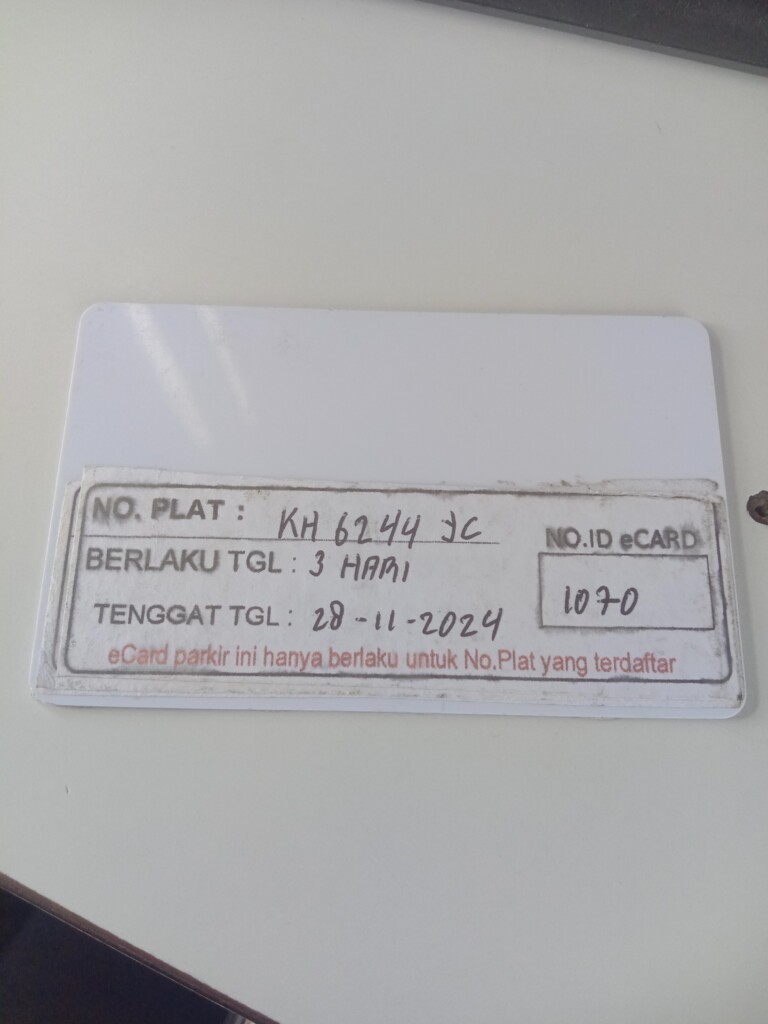 NO. PLAT : KH 6244 JC
BERLAKU TGL : 3 HARI
NO.ID eCARD
1070
TENGGAT TGL : 28-11-2024
eCard parkir ini hanya berlaku untuk No.Plat yang terdaftar